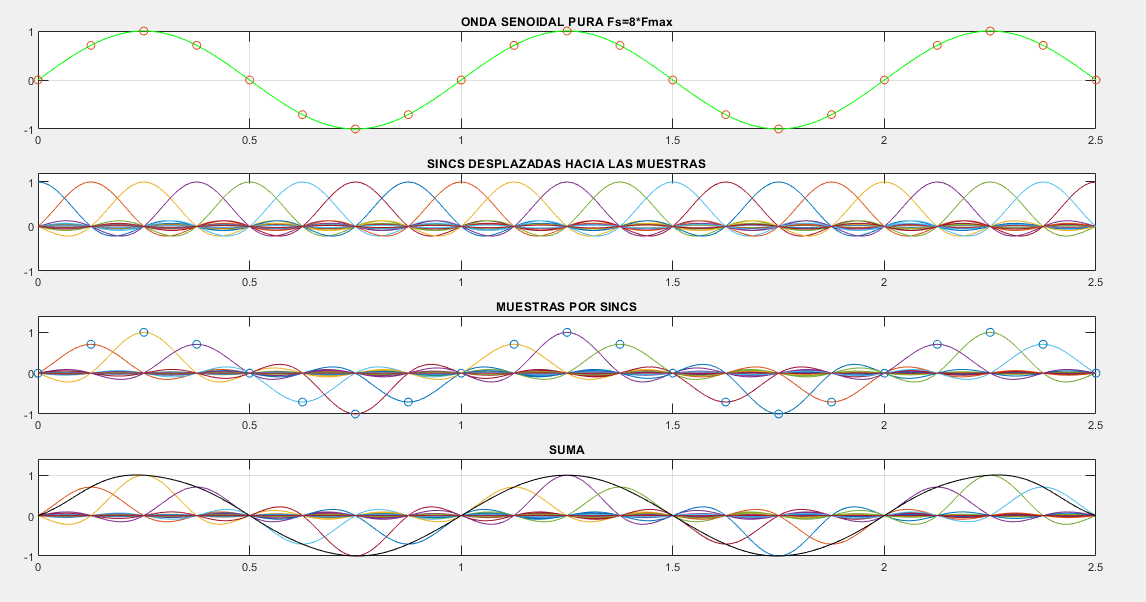 ONDA SENOIDAL PURA Fs=8*Fmax
1
0
-1
0 0.5 1 1.5 2 2.5
SINCS DESPLAZADAS HACIA LAS MUESTRAS
1
0
-1
0 0.5 1 1.5 2 2.5
MUESTRAS POR SINCS
1
0
-1
0 0.5 1 1.5 2 2.5
SUMA
1
0
-1
0 0.5 1 1.5 2 2.5